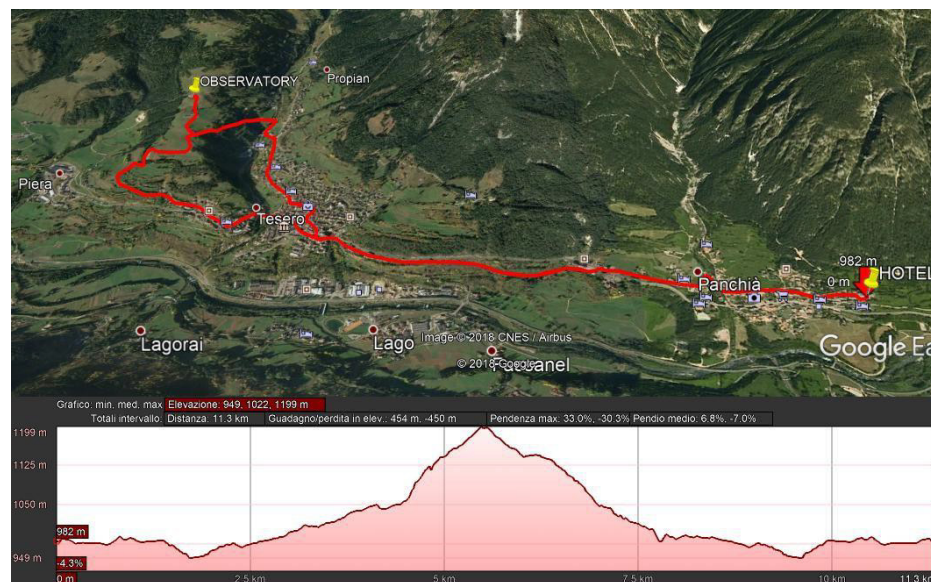 OBSERVATORY
Propian
Piera
Tesero
982 m
HOTEL
0 m
Panchià
Lagorai
Lago
Image © 2018 CNES / Airbus
© 2018 Google
Google Ea
Grafico: min. med. max Elevazione: 949, 1022, 1199 m
Totali intervallo: Distanza: 11.3 km Guadagno/perdita in elev.: 454 m, -450 m Pendenza max: 33.0%, -30.3% Pendio medio: 6.8%, -7.0%
1199 m
1125 m
1050 m
982 m
949 m
-4.3%
0 m
2.5 km
5 km
7.5 km
10 km
11.3 km